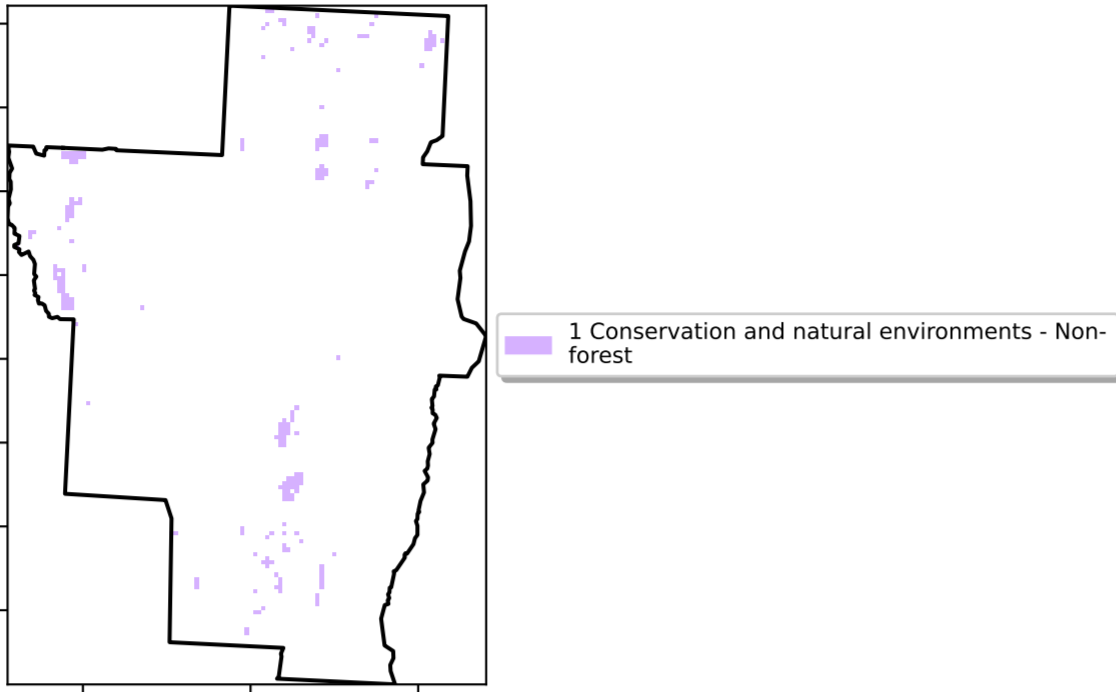 1 Conservation and natural environments - Non-
forest